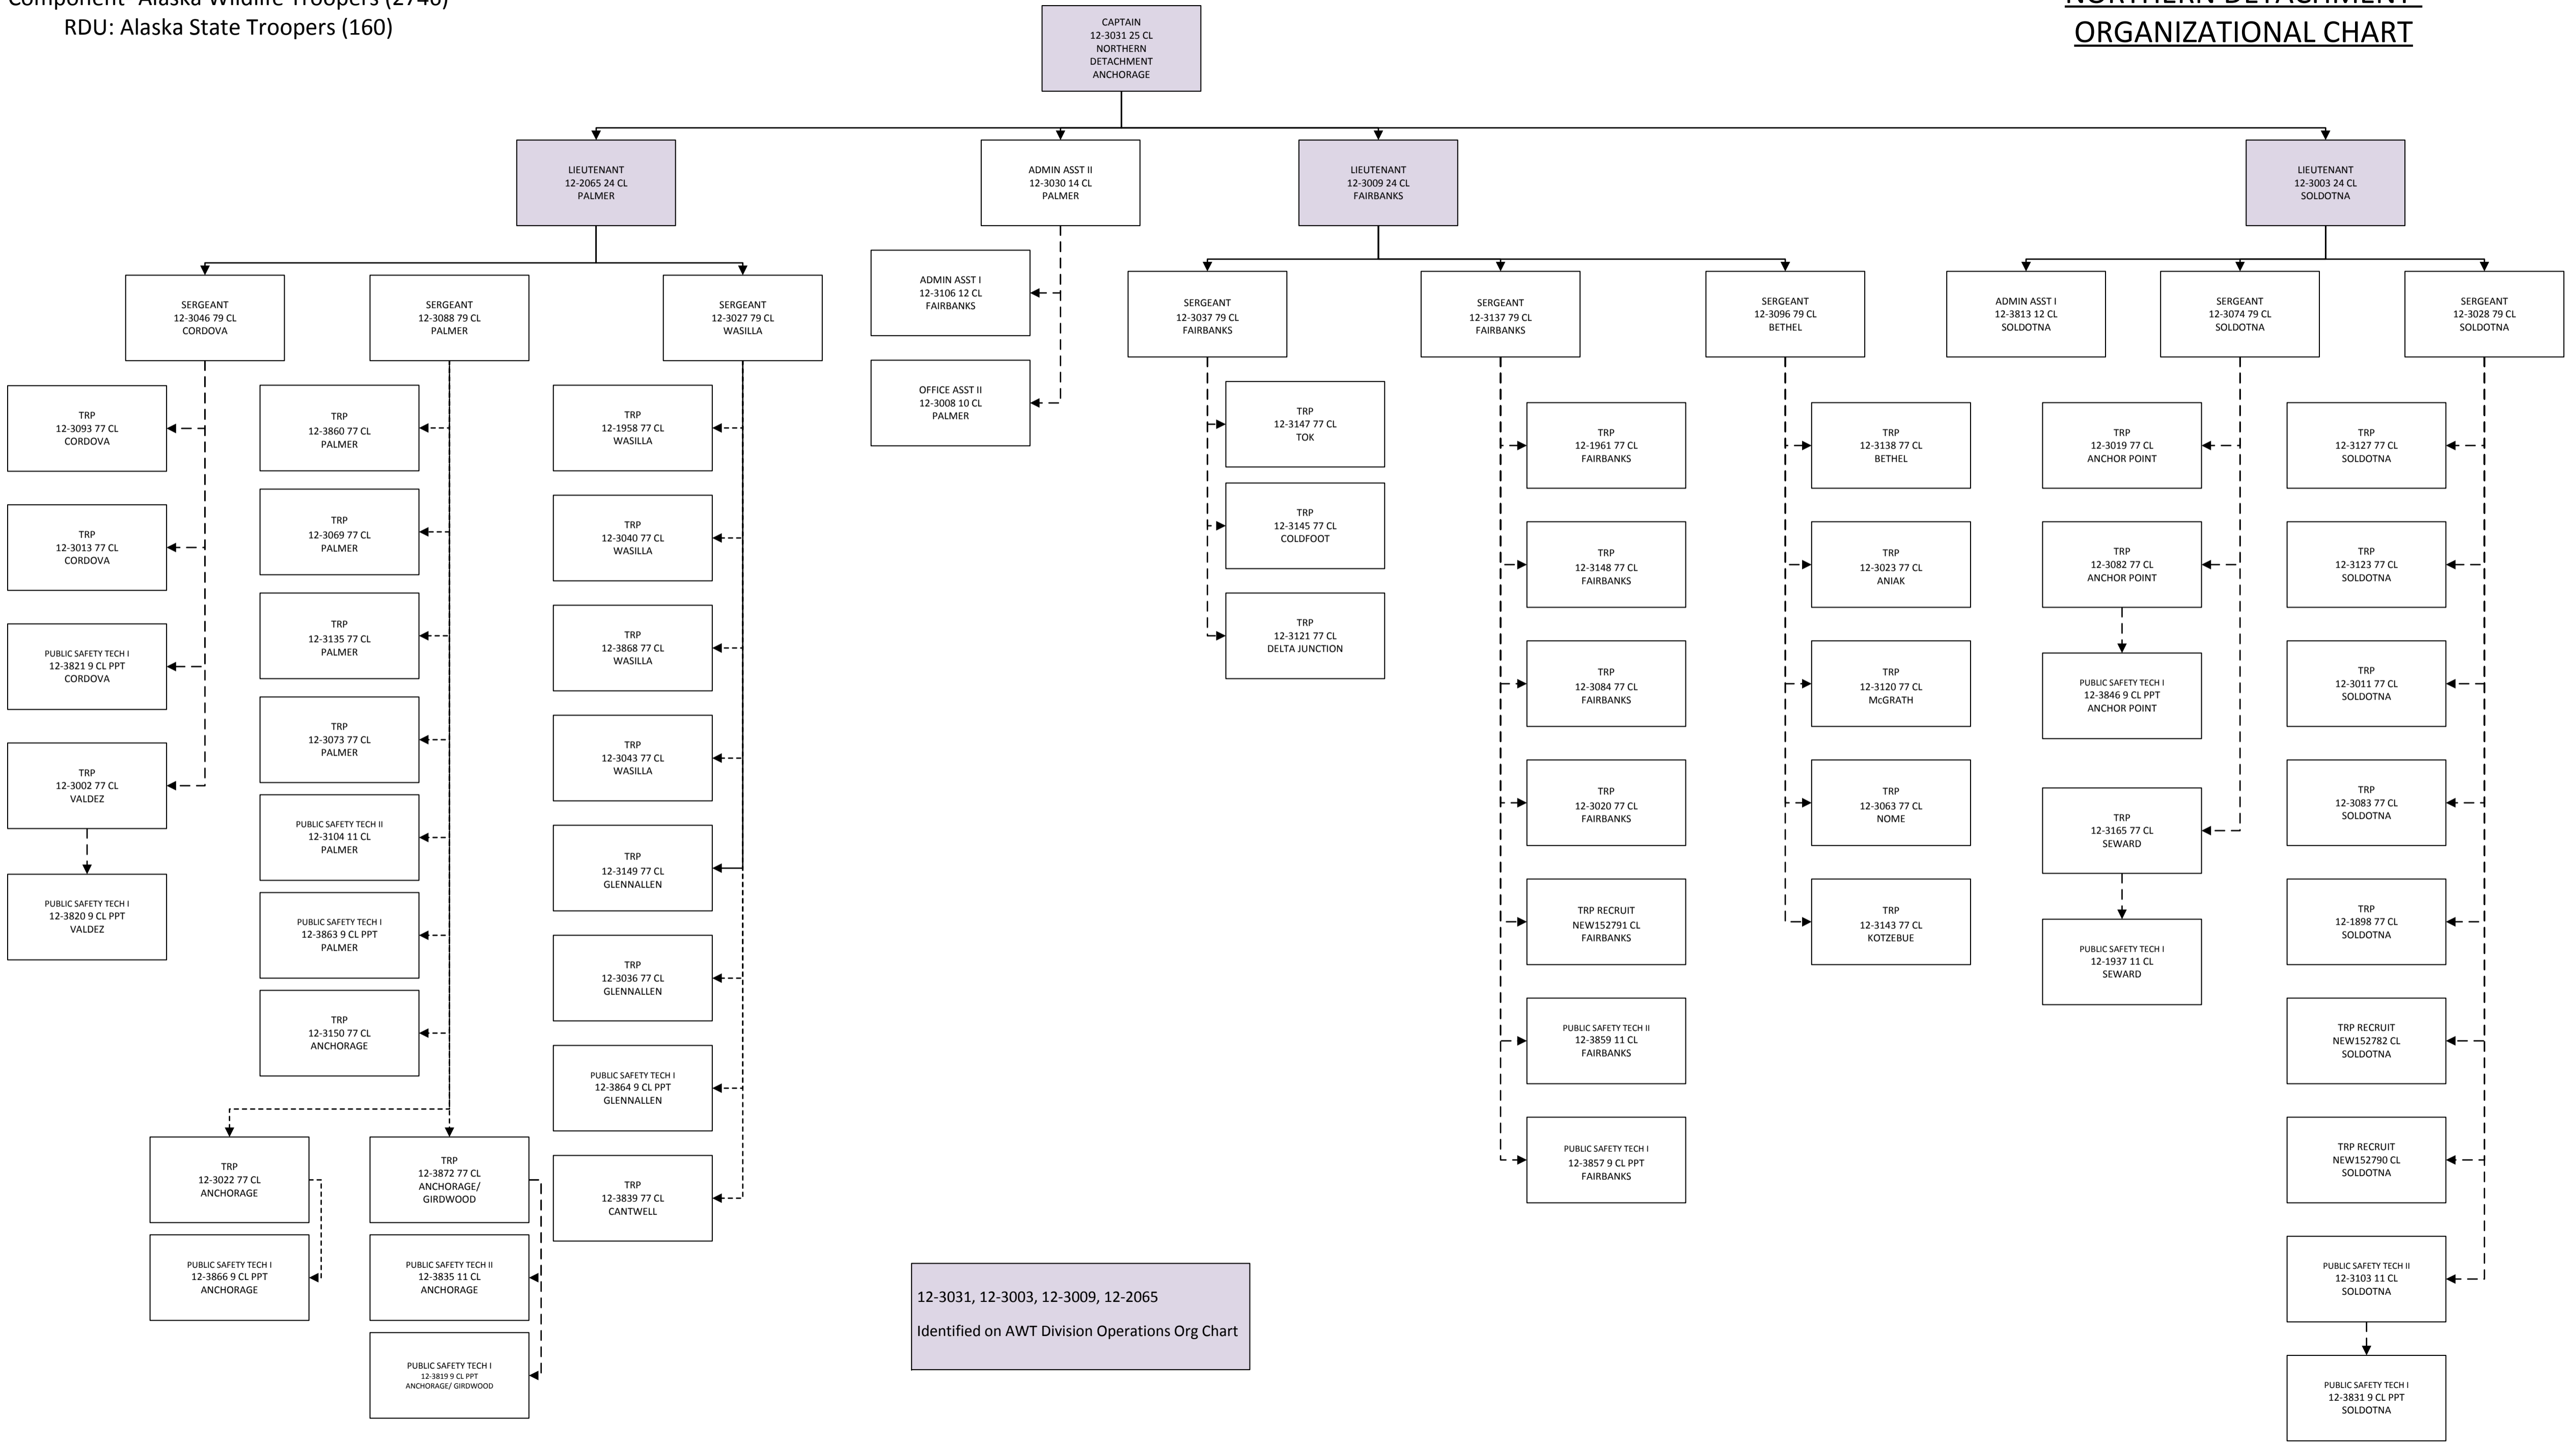 Component- Alaska Wildlife Troopers (2746)
RDU: Alaska State Troopers (160)
NORTHERN DETACHMENT
ORGANIZATIONAL CHART
CAPTAIN
12-3031 25 CL
NORTHERN
DETACHMENT
ANCHORAGE
LIEUTENANT
12-2065 24 CL
PALMER
ADMIN ASST II
12-3030 14 CL
PALMER
LIEUTENANT
12-3009 24 CL
FAIRBANKS
LIEUTENANT
12-3003 24 CL
SOLDOTNA
SERGEANT
12-3046 79 CL
CORDOVA
SERGEANT
12-3088 79 CL
PALMER
SERGEANT
12-3027 79 CL
WASILLA
ADMIN ASST I
12-3106 12 CL
FAIRBANKS
OFFICE ASST II
12-3008 10 CL
PALMER
SERGEANT
12-3037 79 CL
FAIRBANKS
SERGEANT
12-3137 79 CL
FAIRBANKS
SERGEANT
12-3096 79 CL
BETHEL
ADMIN ASST I
12-3813 12 CL
SOLDOTNA
SERGEANT
12-3074 79 CL
SOLDOTNA
SERGEANT
12-3028 79 CL
SOLDOTNA
TRP
12-3093 77 CL
CORDOVA
TRP
12-3013 77 CL
CORDOVA
PUBLIC SAFETY TECH I
12-3821 9 CL PPT
CORDOVA
TRP
12-3002 77 CL
VALDEZ
PUBLIC SAFETY TECH I
12-3820 9 CL PPT
VALDEZ
TRP
12-3860 77 CL
PALMER
TRP
12-3069 77 CL
PALMER
TRP
12-3135 77 CL
PALMER
TRP
12-3073 77 CL
PALMER
PUBLIC SAFETY TECH II
12-3104 11 CL
PALMER
PUBLIC SAFETY TECH I
12-3863 9 CL PPT
PALMER
TRP
12-3150 77 CL
ANCHORAGE
TRP
12-3022 77 CL
ANCHORAGE
PUBLIC SAFETY TECH I
12-3866 9 CL PPT
ANCHORAGE
TRP
12-3872 77 CL
ANCHORAGE/
GIRDWOOD
PUBLIC SAFETY TECH II
12-3835 11 CL
ANCHORAGE
PUBLIC SAFETY TECH I
12-3819 9 CL PPT
ANCHORAGE/ GIRDWOOD
TRP
12-1958 77 CL
WASILLA
TRP
12-3040 77 CL
WASILLA
TRP
12-3868 77 CL
WASILLA
TRP
12-3043 77 CL
WASILLA
TRP
12-3149 77 CL
GLENNALLEN
TRP
12-3036 77 CL
GLENNALLEN
PUBLIC SAFETY TECH I
12-3864 9 CL PPT
GLENNALLEN
TRP
12-3839 77 CL
CANTWELL
TRP
12-3147 77 CL
TOK
TRP
12-3145 77 CL
COLDFOOT
TRP
12-3121 77 CL
DELTA JUNCTION
TRP
12-1961 77 CL
FAIRBANKS
TRP
12-3148 77 CL
FAIRBANKS
TRP
12-3084 77 CL
FAIRBANKS
TRP
12-3020 77 CL
FAIRBANKS
TRP RECRUIT
NEW152791 CL
FAIRBANKS
PUBLIC SAFETY TECH II
12-3859 11 CL
FAIRBANKS
PUBLIC SAFETY TECH I
12-3857 9 CL PPT
FAIRBANKS
TRP
12-3138 77 CL
BETHEL
TRP
12-3023 77 CL
ANIAK
TRP
12-3120 77 CL
McGRATH
TRP
12-3063 77 CL
NOME
TRP
12-3143 77 CL
KOTZEBUE
TRP
12-3019 77 CL
ANCHOR POINT
TRP
12-3082 77 CL
ANCHOR POINT
PUBLIC SAFETY TECH I
12-3846 9 CL PPT
ANCHOR POINT
TRP
12-3165 77 CL
SEWARD
PUBLIC SAFETY TECH I
12-1937 11 CL
SEWARD
TRP
12-3127 77 CL
SOLDOTNA
TRP
12-3123 77 CL
SOLDOTNA
TRP
12-3011 77 CL
SOLDOTNA
TRP
12-3083 77 CL
SOLDOTNA
TRP
12-1898 77 CL
SOLDOTNA
TRP RECRUIT
NEW152782 CL
SOLDOTNA
TRP RECRUIT
NEW152790 CL
SOLDOTNA
PUBLIC SAFETY TECH II
12-3103 11 CL
SOLDOTNA
PUBLIC SAFETY TECH I
12-3831 9 CL PPT
SOLDOTNA
12-3031, 12-3003, 12-3009, 12-2065
Identified on AWT Division Operations Org Chart